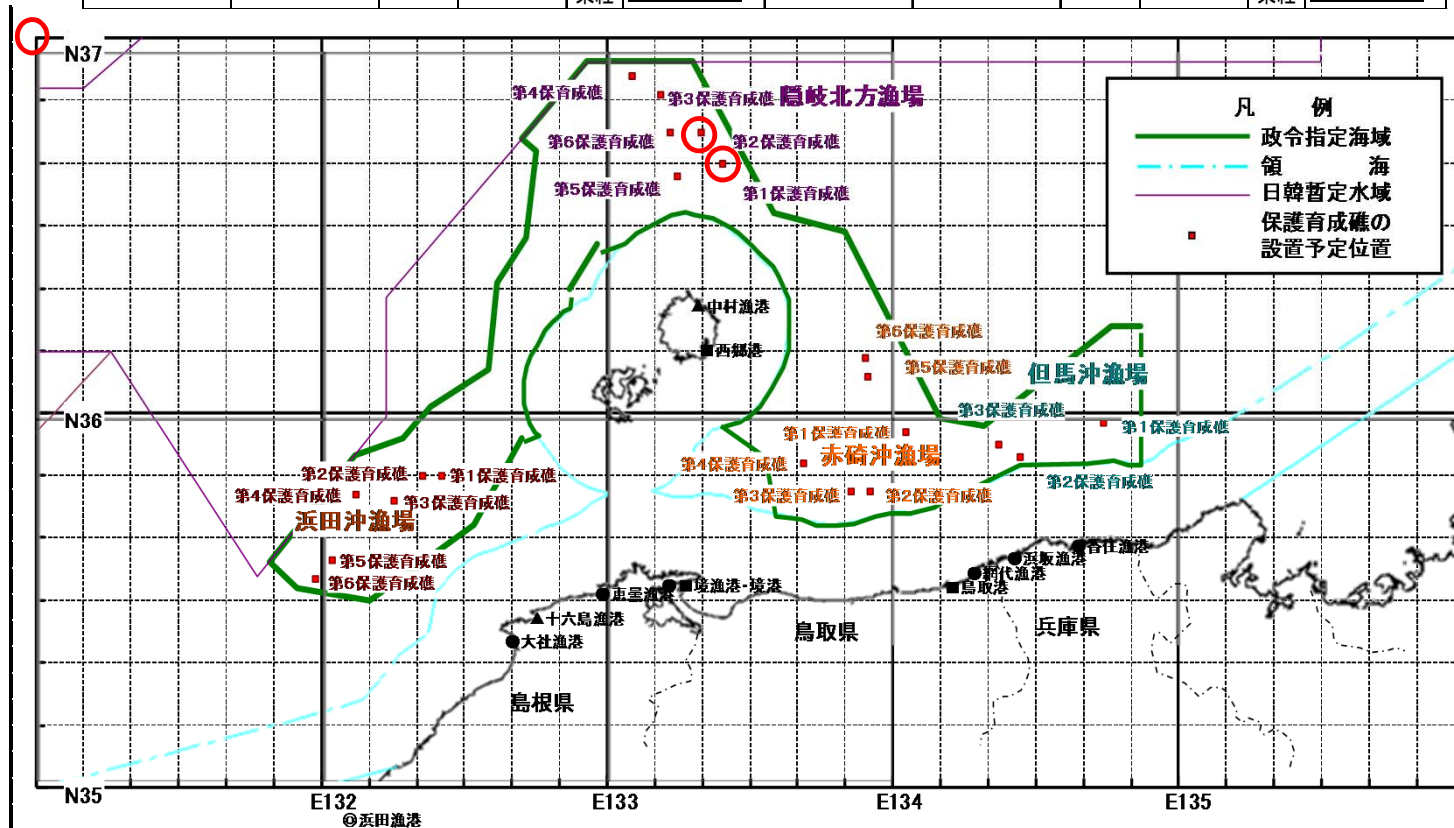 N37
第4保育成礁
第3保護育成礁
隠岐北方漁場
第6保護育成礁
第2保護育成礁
第5保護育成礁
第1保護育成礁
凡 例
政令指定海域
領 海
日韓暫定水域
保護育成礁の
設置予定位置
中村漁港
西郷港
第6保護育成礁
第5保護育成礁
但馬沖漁場
第3保護育成礁
N36
第1保護育成礁
第1保護育成礁
赤碕沖漁場
第4保護育成礁
第2保護育成礁
第1保護育成礁
第2保護育成礁
第4保護育成礁
第3保護育成礁
第3保護育成礁
第2保護育成礁
浜田沖漁場
第5保護育成礁
第6保護育成礁
香住漁港
浜坂漁港
網代漁港
鳥取港
境漁港・境港
恵曇漁港
十六島漁港
大社漁港
鳥取県
兵庫県
島根県
N35
E132
E133
E134
E135
◎浜田漁港